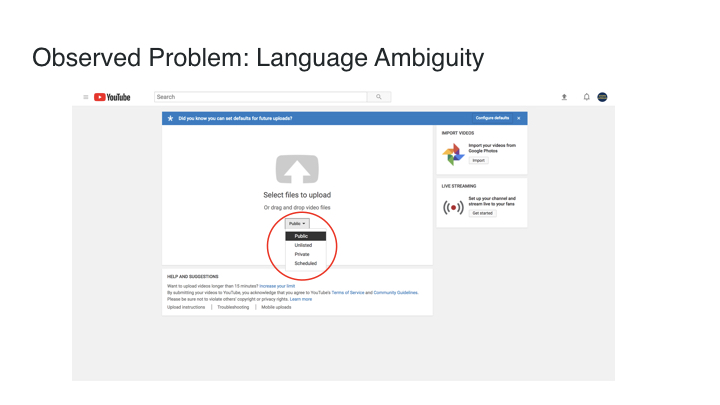 Observed Problem: Language Ambiguity
YouTube
Search
Did you know you can set defaults for future uploads?
Configure defaults
×
Select files to upload
Or drag and drop video files
Public
Public
Unlisted
Private
Scheduled
IMPORT VIDEOS
Import your videos from
Google Photos
Import
LIVE STREAMING
Set up your channel and
stream live to your fans
Get started
HELP AND SUGGESTIONS
Want to upload videos longer than 15 minutes? Increase your limit
By submitting your videos to YouTube, you acknowledge that you agree to YouTube's Terms of Service and Community Guidelines.
Please be sure not to violate others' copyright or privacy rights. Learn more
Upload instructions | Troubleshooting | Mobile uploads